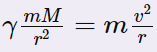 γ mM/r² = m v²/r